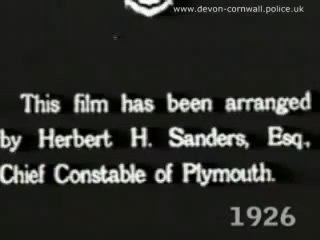 www.devon-cornwall.police.uk
This film has been arranged
by Herbert H. Sanders, Esq.,
Chief Constable of Plymouth.
1926